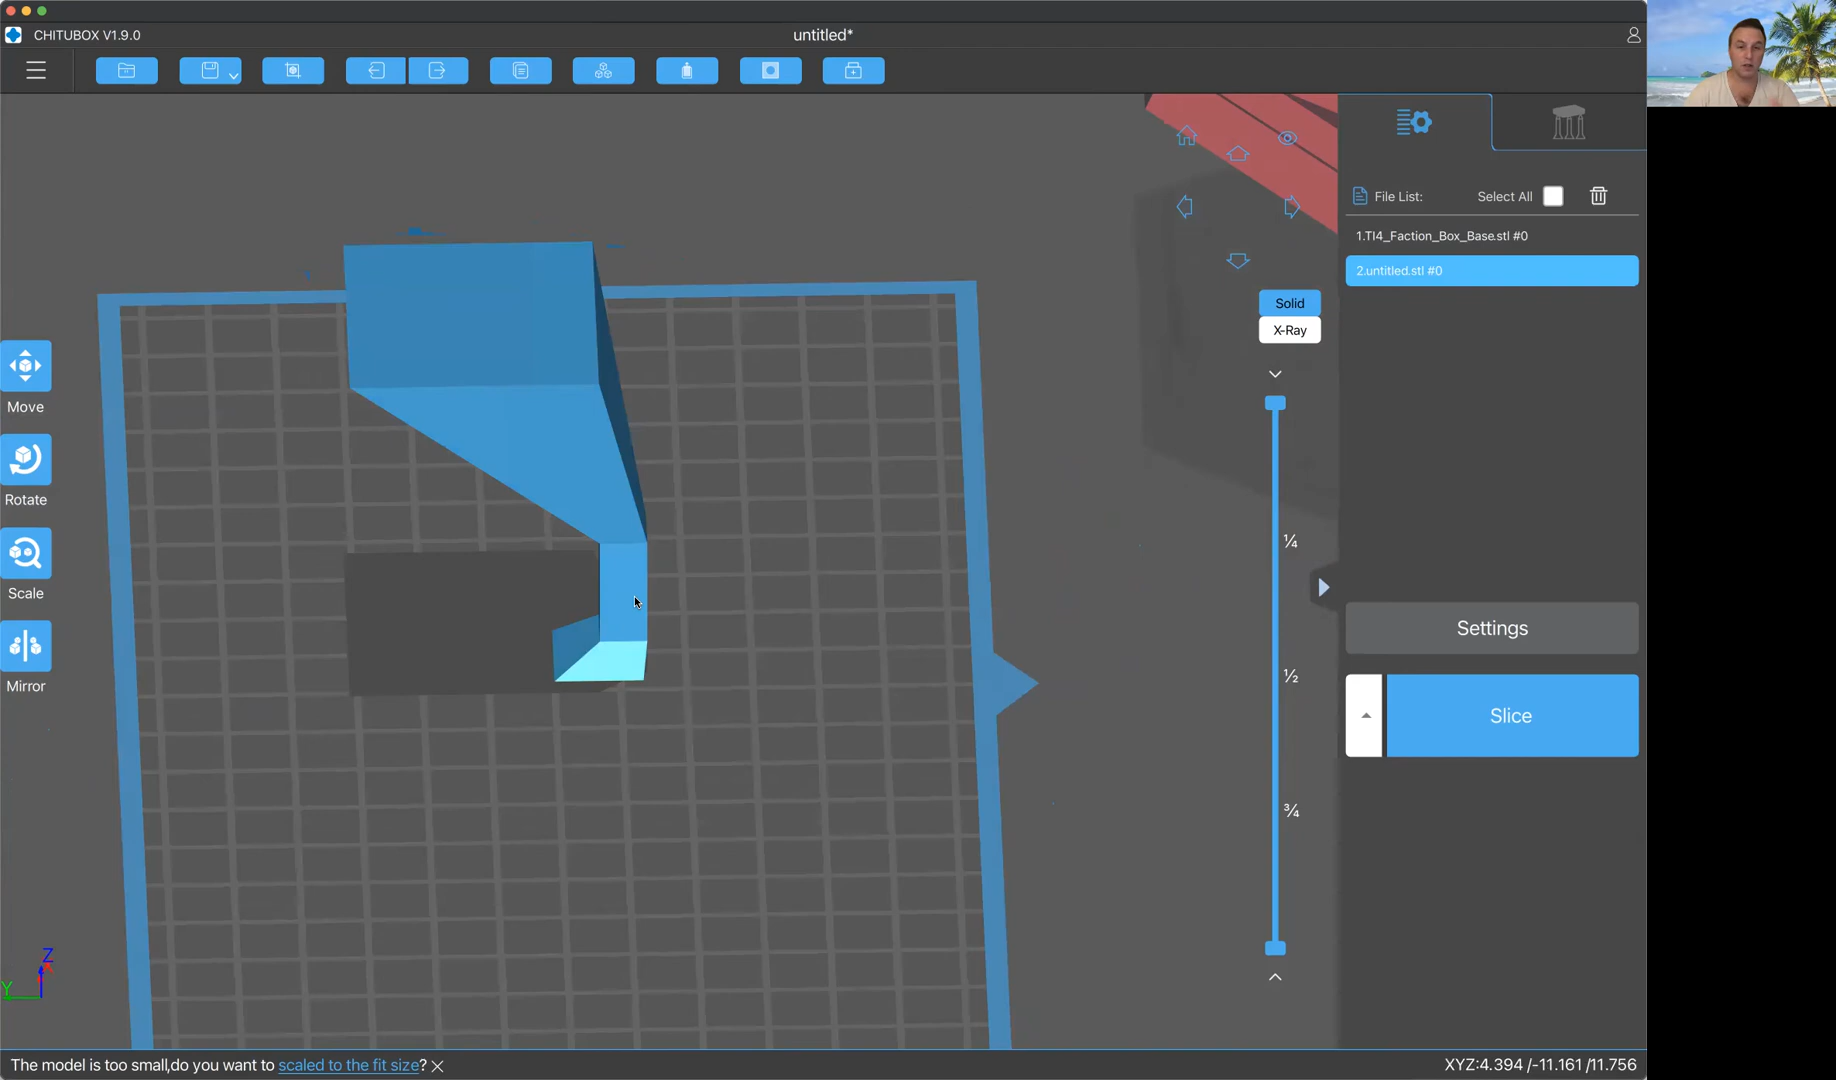 CHITUBOX V1.9.0
untitled*
File List:
Select All
1.TI4_Faction_Box_Base.stl #0
2.untitled.stl #0
Solid
X-Ray
Move
Rotate
Scale
Mirror
¼
½
¾
Settings
Slice
Z
Y
The model is too small,do you want to scaled to the fit size?
XYZ:4.394 /-11.161 /11.756